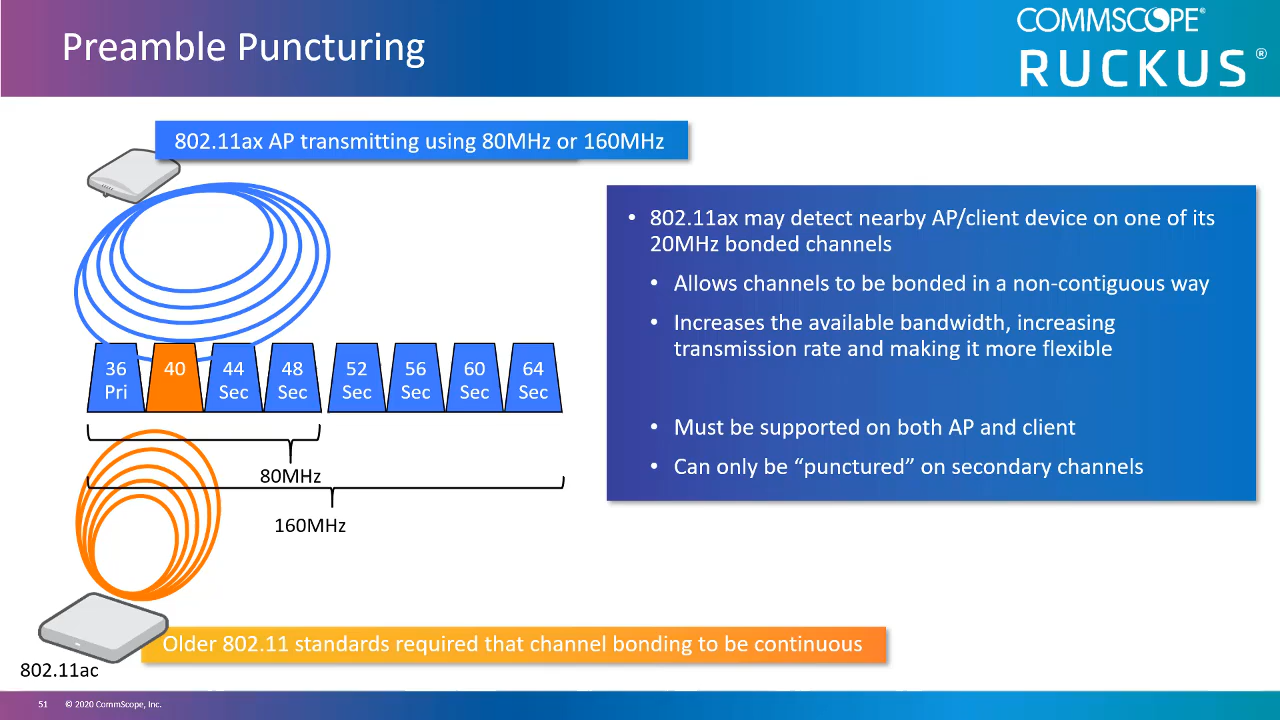 Preamble Puncturing
COMMSCOPE®
RUCKUS®
802.11ax AP transmitting using 80MHz or 160MHz
• 802.11ax may detect nearby AP/client device on one of its
20MHz bonded channels
• Allows channels to be bonded in a non-contiguous way
• Increases the available bandwidth, increasing
transmission rate and making it more flexible
• Must be supported on both AP and client
• Can only be “punctured” on secondary channels
36 40 44 48 52 56 60 64
Pri Sec Sec Sec Sec Sec Sec
80MHz
160MHz
Older 802.11 standards required that channel bonding to be continuous
802.11ac
51 © 2020 CommScope, Inc.